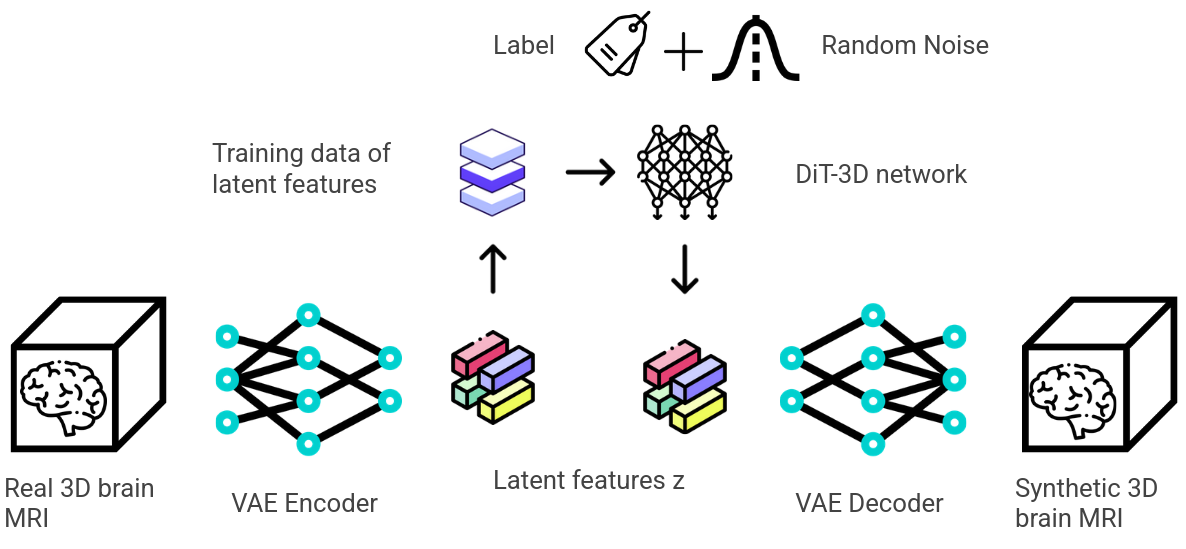 Label
Random Noise
Training data of
latent features
DiT-3D network
Real 3D brain
MRI
VAE Encoder
Latent features z
VAE Decoder
Synthetic 3D
brain MRI